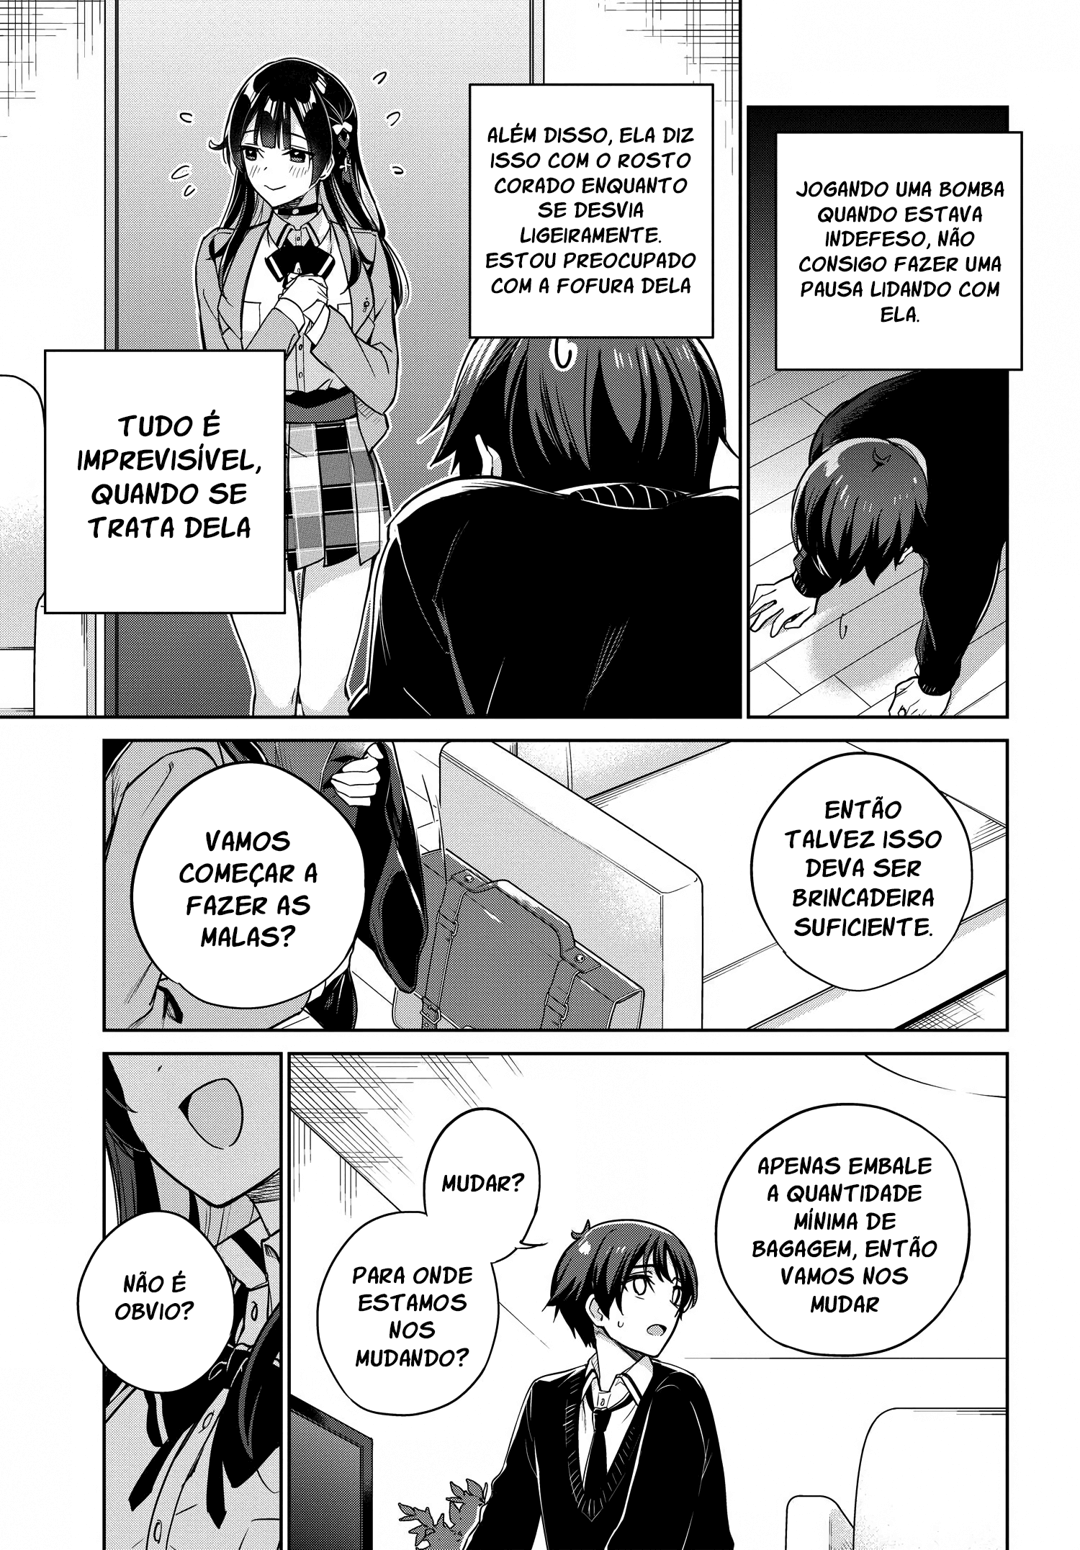 JOGANDO UMA BOMBA
QUANDO ESTAVA
INDEFESO, NÃO
CONSIGO FAZER UMA
PAUSA LIDANDO COM
ELA.
ALÉM DISSO, ELA DIZ
ISSO COM O ROSTO
CORADO ENQUANTO
SE DESVIA
LIGEIRAMENTE.
ESTOU PREOCUPADO
COM A FOFURA DELA
TUDO É
IMPREVISÍVEL,
QUANDO SE
TRATA DELA
ENTÃO
TALVEZ ISSO
DEVA SER
BRINCADEIRA
SUFICIENTE.
VAMOS
COMEÇAR A
FAZER AS
MALAS?
APENAS EMBALE
A QUANTIDADE
MÍNIMA DE
BAGAGEM, ENTÃO
VAMOS NOS
MUDAR
MUDAR?
PARA ONDE
ESTAMOS
NOS
MUDANDO?
NÃO É
OBVIO?